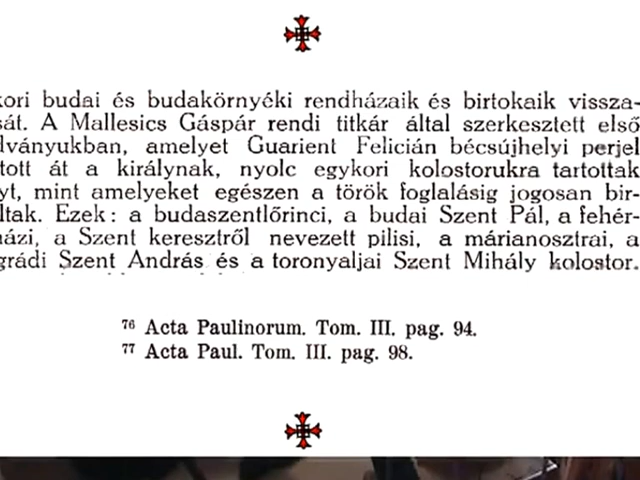 kori budai és budakörnyéki rendházaik és birtokaik vissza-
sát. A Mallesics Gáspár rendi titkár által szerkesztett első
dványukban, amelyet Guarient Felicián bécsújhelyi perjel
tott át a királynak, nyolc egykori kolostorukra tartottak
yt, mint amelyeket egészen a török foglalásig jogosan bir-
ltak. Ezek: a budaszentlőrinci, a budai Szent Pál, a fehér-
házi, a Szent keresztről nevezett pilisi, a márianosztrai, a
grádi Szent András és a toronyaljai Szent Mihály kolostor.
76 Acta Paulinorum. Tom. III. pag. 94.
77 Acta Paul. Tom. III. pag. 98.